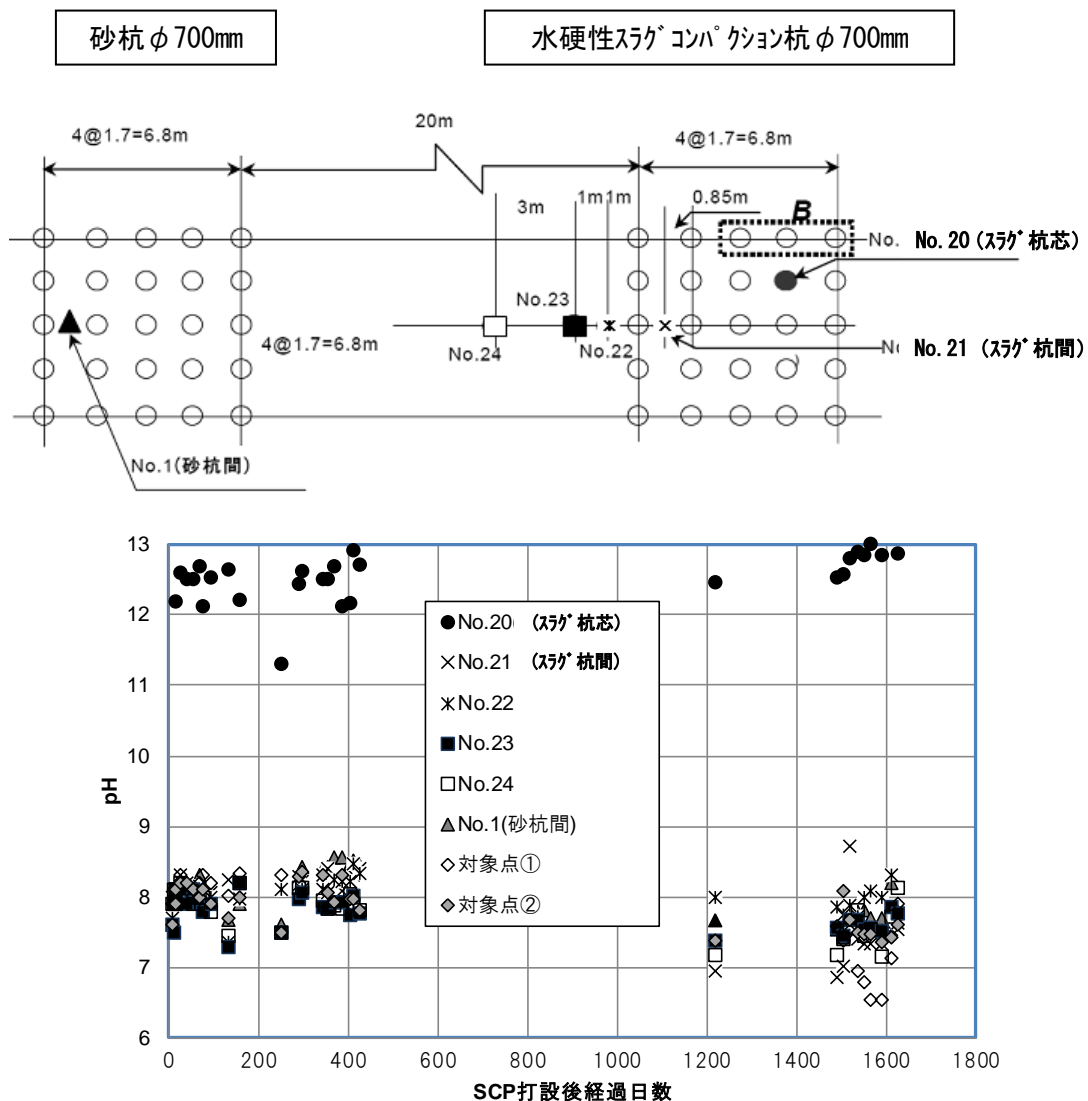 砂杭φ700mm
水硬性スラグコンパクション杭φ700mm
4@1.7=6.8m
20m
4@1.7=6.8m
3m
1m1m
0.85m
B
No.
No.20 (スラグ杭芯)
No.23
4@1.7=6.8m
No.24
No.22
No.21 (スラグ杭間)
No.1(砂杭間)
13
12
11
10
9
8
7
6
pH
No.20 (スラグ杭芯)
No.21 (スラグ杭間)
No.22
No.23
No.24
No.1(砂杭間)
対象点①
対象点②
0 200 400 600 800 1000 1200 1400 1600 1800
SCP打設後経過日数